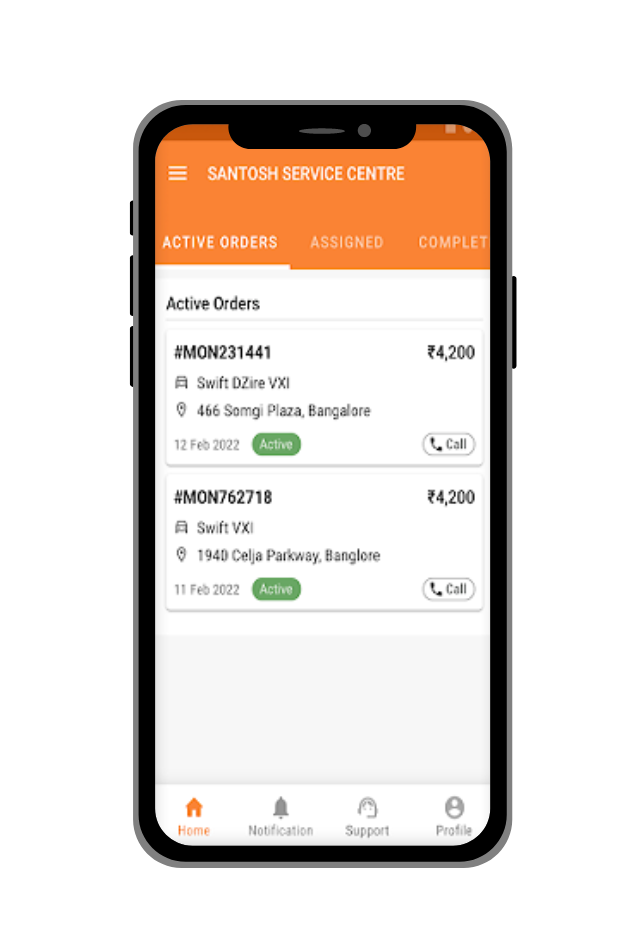 SANTOSH SERVICE CENTRE
ACTIVE ORDERS ASSIGNED COMPLET
Active Orders
#MON231441 ₹4,200
Swift DZire VXI
466 Somgi Plaza, Bangalore
12 Feb 2022 Active Call
#MON762718 ₹4,200
Swift VXI
1940 Celja Parkway, Banglore
11 Feb 2022 Active Call
Home Notification Support Profile